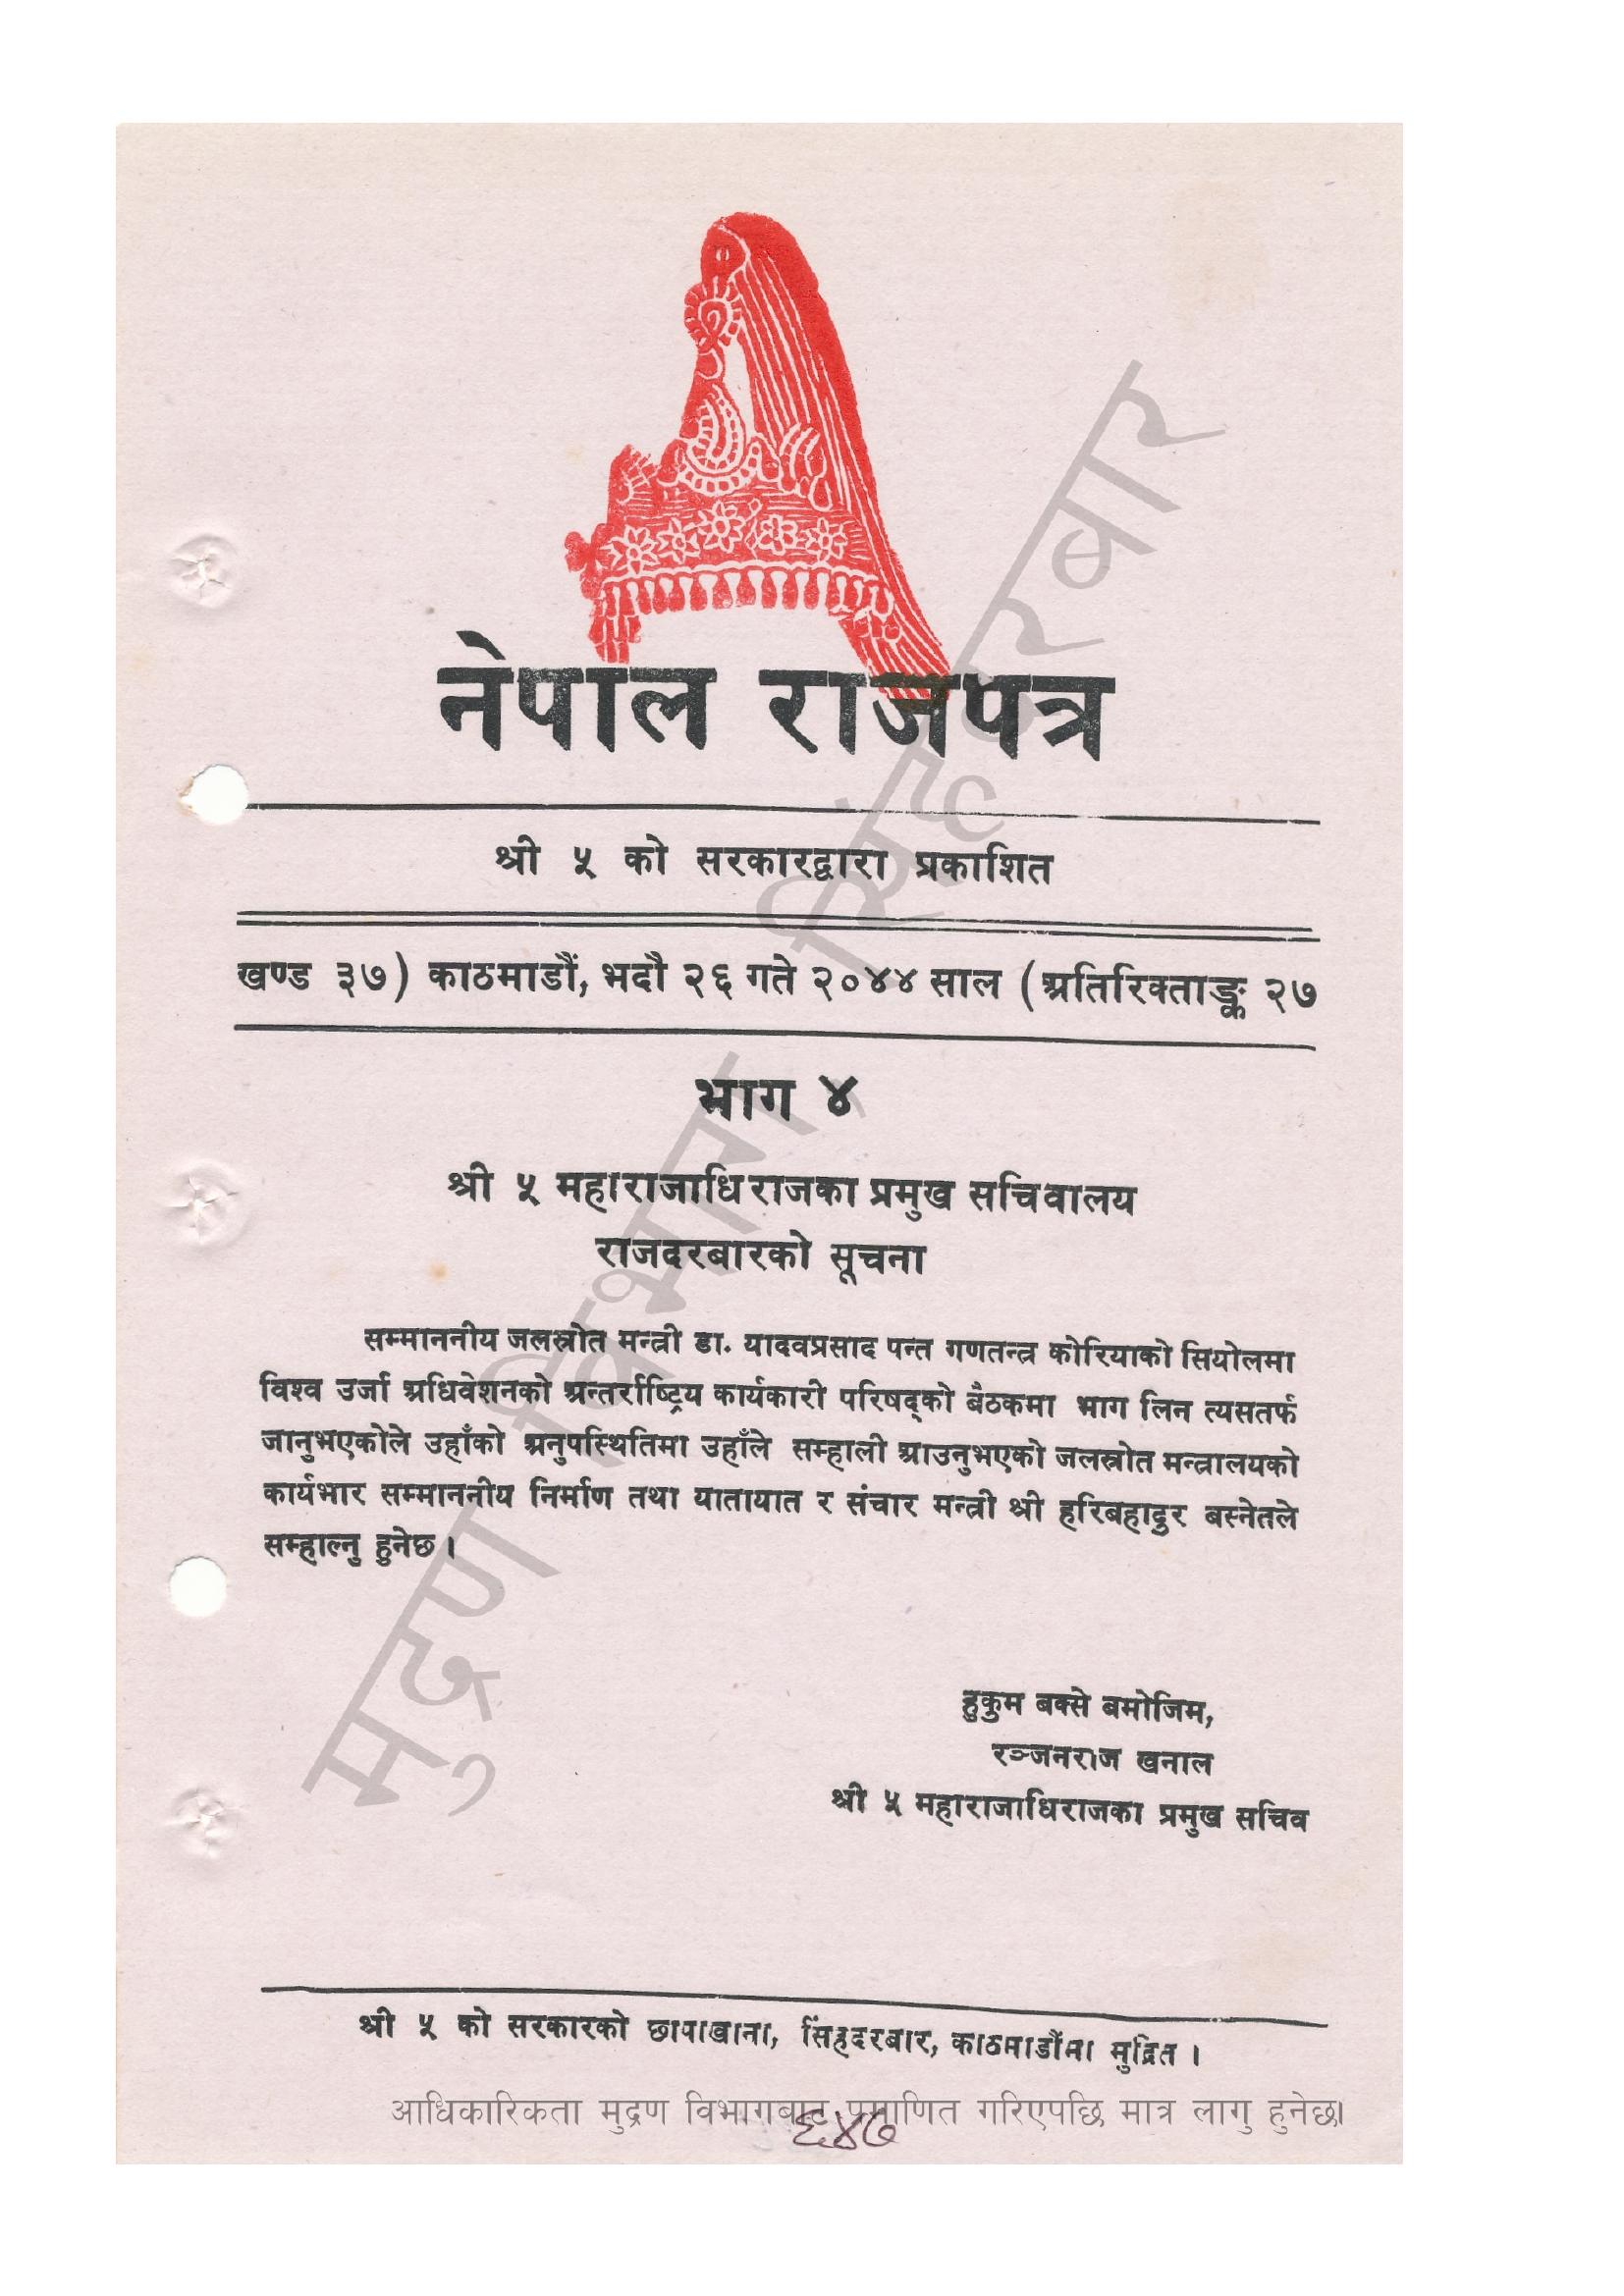 नेपाल राजपत्र
श्री ५ को सरकारद्वारा प्रकाशित
खण्ड ३७) काठमाडौं, भदौ २६ गते २०४४ साल (अतिरिक्ताङ्क २७
भाग ४
श्री ५ महाराजाधिराजका प्रमुख सचिवालय
राजदरबारको सूचना
सम्माननीय जलस्रोत मन्त्री डा. यादवप्रसाद पन्त गणतन्त्र कोरियाको सियोलमा
विश्व उर्जा अधिवेशनको अन्तर्राष्ट्रिय कार्यकारी परिषद्को बैठकमा भाग लिन त्यसतर्फ
जानुभएकोले उहाँको अनुपस्थितिमा उहाँले सम्हाली आउनुभएको जलस्रोत मन्त्रालयको
कार्यभार सम्माननीय निर्माण तथा यातायात र संचार मन्त्री श्री हरिबहादुर बस्नेतले
सम्हाल्नु हुनेछ ।
हुकुम बक्से बमोजिम,
रञ्जनराज खनाल
श्री ५ महाराजाधिराजका प्रमुख सचिव
श्री ५ को सरकारको छापाखाना, सिंहदरबार, काठमाडौंमा मुद्रित ।
आधिकारिकता मुद्रण विभागबाट प्रमाणित गरिएपछि मात्र लागु हुनेछ।
६४७
मुद्रण विभाग, सिंहदरबार